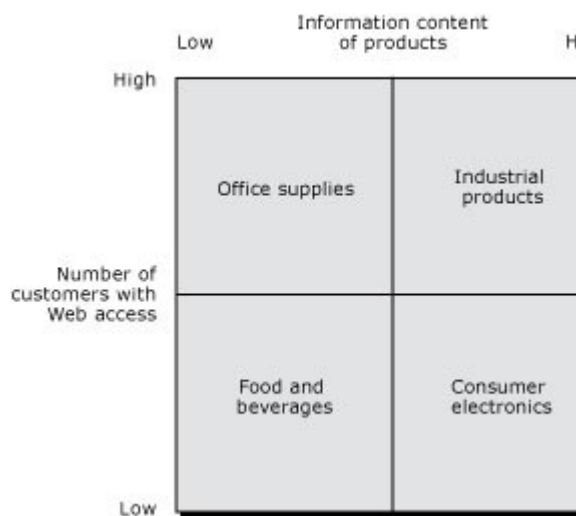 Information content
Low of products H
High
Office supplies
Industrial
products
Number of
customers with
Web access
Food and
beverages
Consumer
electronics
Low